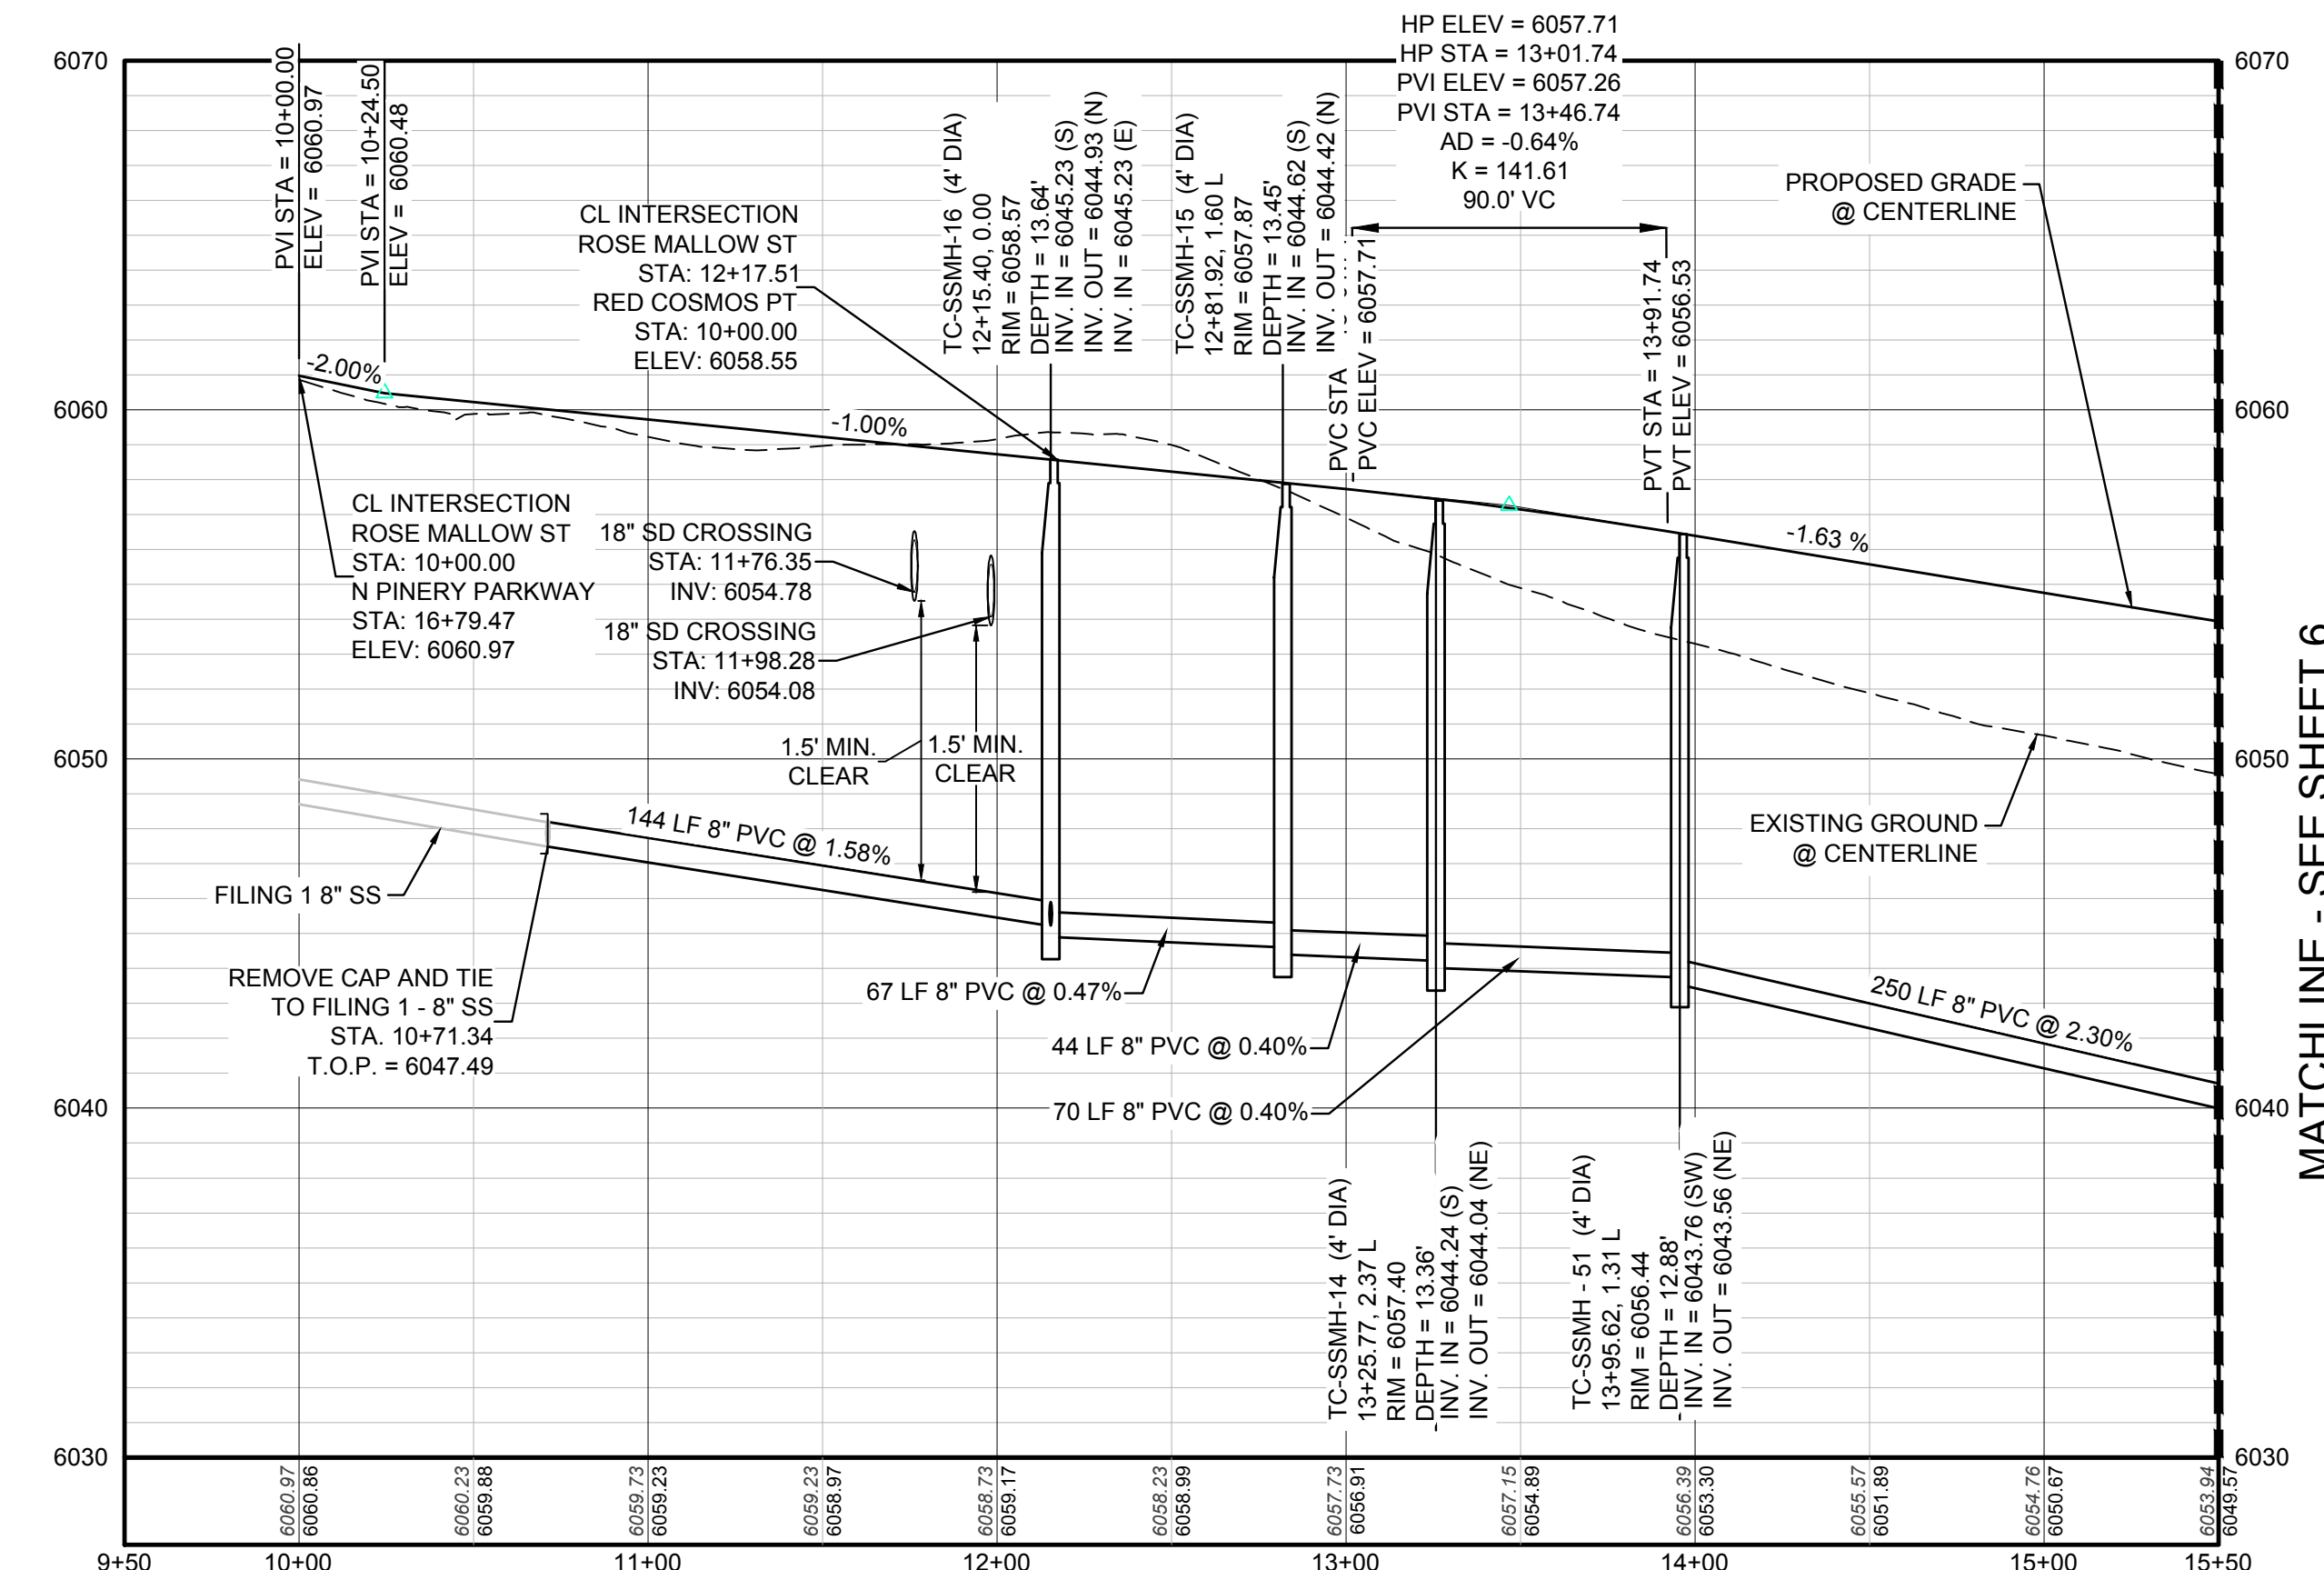 HP ELEV = 6057.71
HP STA = 13+01.74
PVI ELEV = 6057.26
PVI STA = 13+46.74
AD = -0.64%
K = 141.61
90.0' VC
6070
6070
PVI STA = 10+00.00
ELEV = 6060.97
PVI STA = 10+24.50
ELEV = 6060.48
CL INTERSECTION
ROSE MALLOW ST
STA: 12+17.51
RED COSMOS PT
STA: 10+00.00
ELEV: 6058.55
TC-SSMH-16 (4' DIA)
12+15.40, 0.00
RIM = 6058.57
DEPTH = 13.64'
INV. IN = 6045.23 (S)
INV. OUT = 6044.93 (N)
INV. IN = 6045.23 (E)
TC-SSMH-15 (4' DIA)
12+81.92, 1.60 L
RIM = 6057.87
DEPTH = 13.45'
INV. IN = 6044.62 (S)
INV. OUT = 6044.42 (N)
PVC STA
PVC ELEV = 6057.71
PVT STA = 13+91.74
PVT ELEV = 6056.53
PROPOSED GRADE
@ CENTERLINE
-2.00%
-1.00%
-1.63 %
6060
6060
CL INTERSECTION
ROSE MALLOW ST
STA: 10+00.00
N PINERY PARKWAY
STA: 16+79.47
ELEV: 6060.97
18" SD CROSSING
STA: 11+76.35
INV: 6054.78
18" SD CROSSING
STA: 11+98.28
INV: 6054.08
1.5' MIN.
CLEAR
1.5' MIN.
CLEAR
6050
6050
EXISTING GROUND
@ CENTERLINE
144 LF 8" PVC @ 1.58%
FILING 1 8" SS
REMOVE CAP AND TIE
TO FILING 1 - 8" SS
STA. 10+71.34
T.O.P. = 6047.49
67 LF 8" PVC @ 0.47%
44 LF 8" PVC @ 0.40%
70 LF 8" PVC @ 0.40%
250 LF 8" PVC @ 2.30%
6040
6040
MATCHLINE - SEE SHEET 6
TC-SSMH-14 (4' DIA)
13+25.77, 2.37 L
RIM = 6057.40
DEPTH = 13.36'
INV. IN = 6044.24 (S)
INV. OUT = 6044.04 (NE)
TC-SSMH - 51 (4' DIA)
13+95.62, 1.31 L
RIM = 6056.44
DEPTH = 12.88'
INV. IN = 6043.76 (SW)
INV. OUT = 6043.56 (NE)
6030
6030
6060.97
6060.86
6060.23
6059.88
6059.73
6059.23
6059.23
6058.97
6058.73
6059.17
6058.23
6058.99
6057.73
6056.91
6057.15
6054.89
6056.39
6053.30
6055.57
6051.89
6054.76
6050.67
6053.94
6049.57
9+50
10+00
11+00
12+00
13+00
14+00
15+00
15+50